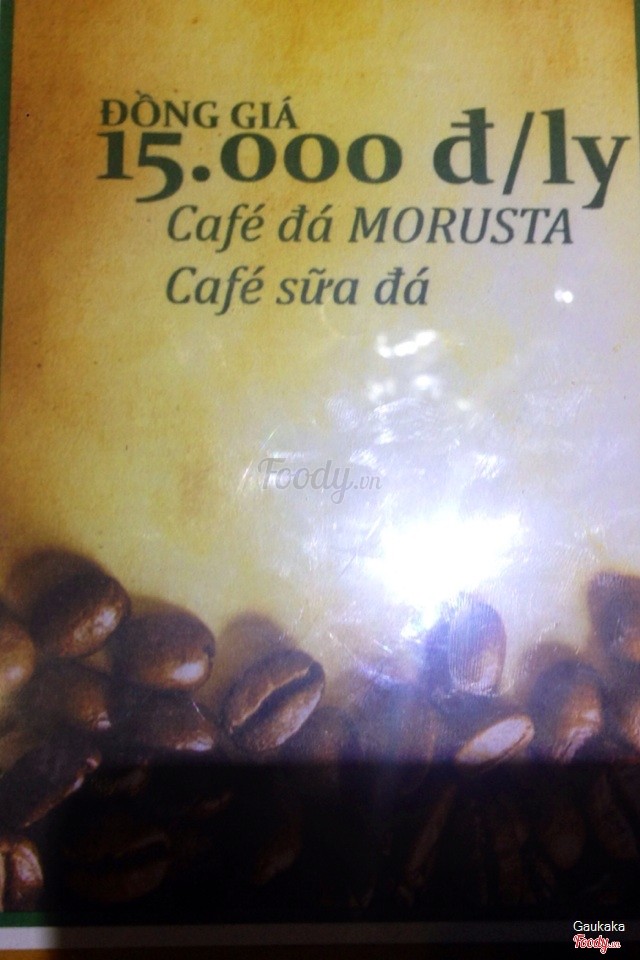 ĐỒNG GIÁ
15.000 đ/ly
Café đá MORUSTA
Café sữa đá
Foody.vn
Gaukaka
Foody.vn